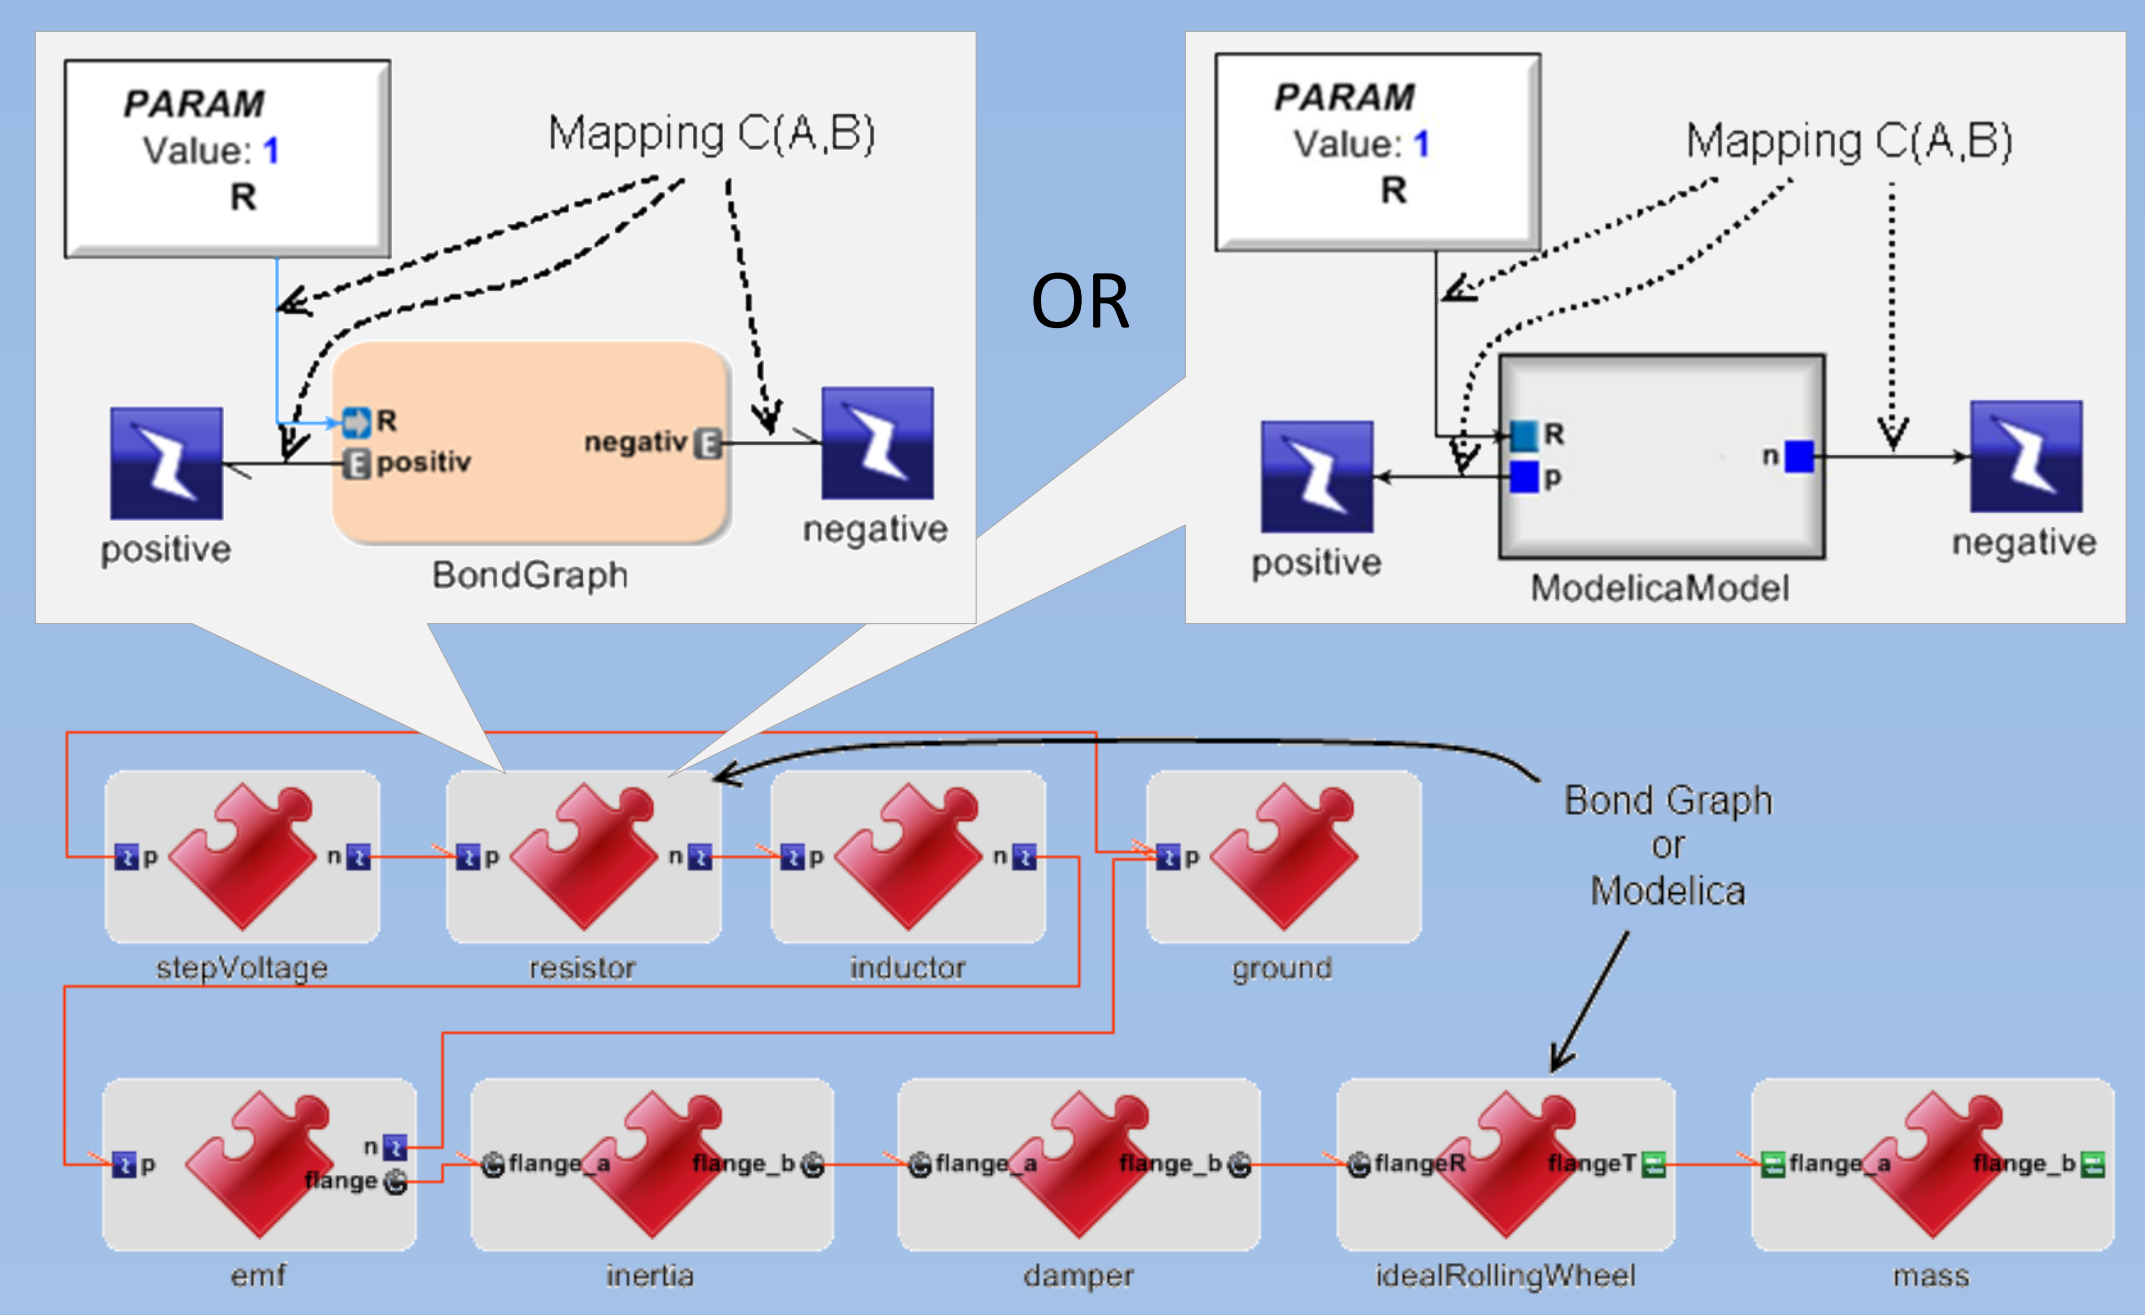 PARAM
Value: 1
R
Mapping C(A,B)
R
positiv
negativ
positive
negative
BondGraph
OR
PARAM
Value: 1
R
Mapping C(A,B)
R
p
n
positive
negative
ModelicaModel
p
n
stepVoltage
p
n
resistor
p
n
inductor
p
ground
Bond Graph
or
Modelica
p
n
flange
emf
flange_a
flange_b
inertia
flange_a
flange_b
damper
flangeR
flangeT
idealRollingWheel
flange_a
flange_b
mass